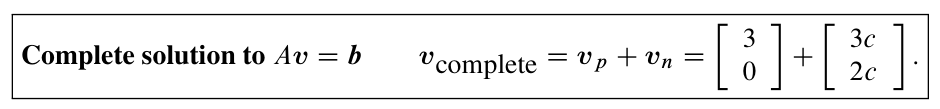 Complete solution to Av = b v_complete = v_p + v_n = [ 3 0 ] + [ 3c 2c ].